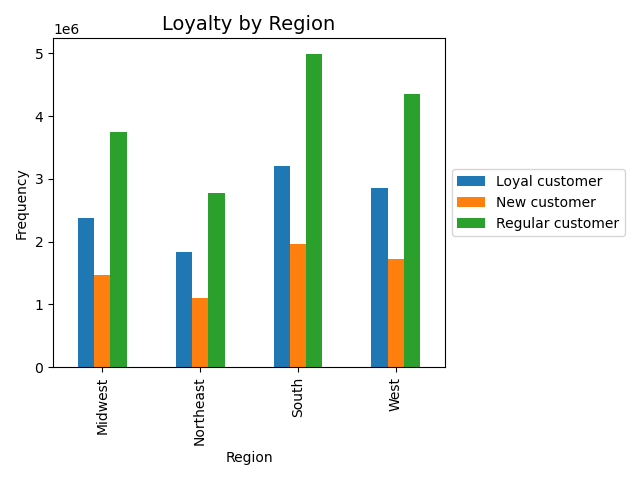 Loyalty by Region
1e6
5
4
3
2
1
0
Frequency
Midwest
Northeast
South
West
Region
Loyal customer
New customer
Regular customer